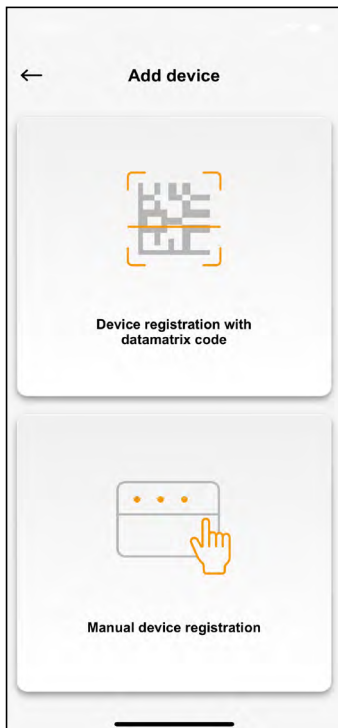 Add device
Device registration with
datamatrix code
Manual device registration